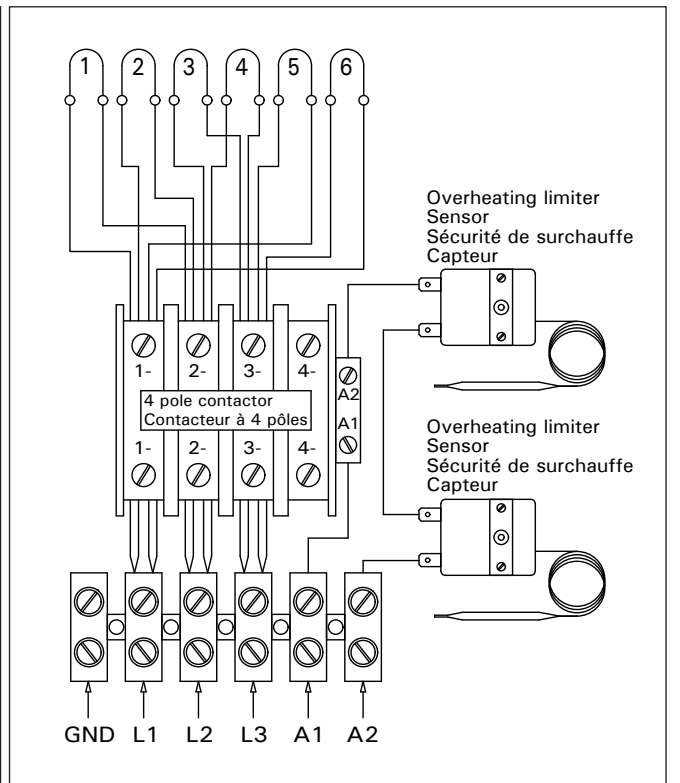 1 2 3 4 5 6
Overheating limiter
Sensor
Sécurité de surchauffe
Capteur
1- 2- 3- 4-
A2
4 pole contactor
Contacteur à 4 pôles
A1
1- 2- 3- 4-
Overheating limiter
Sensor
Sécurité de surchauffe
Capteur
GND L1 L2 L3 A1 A2